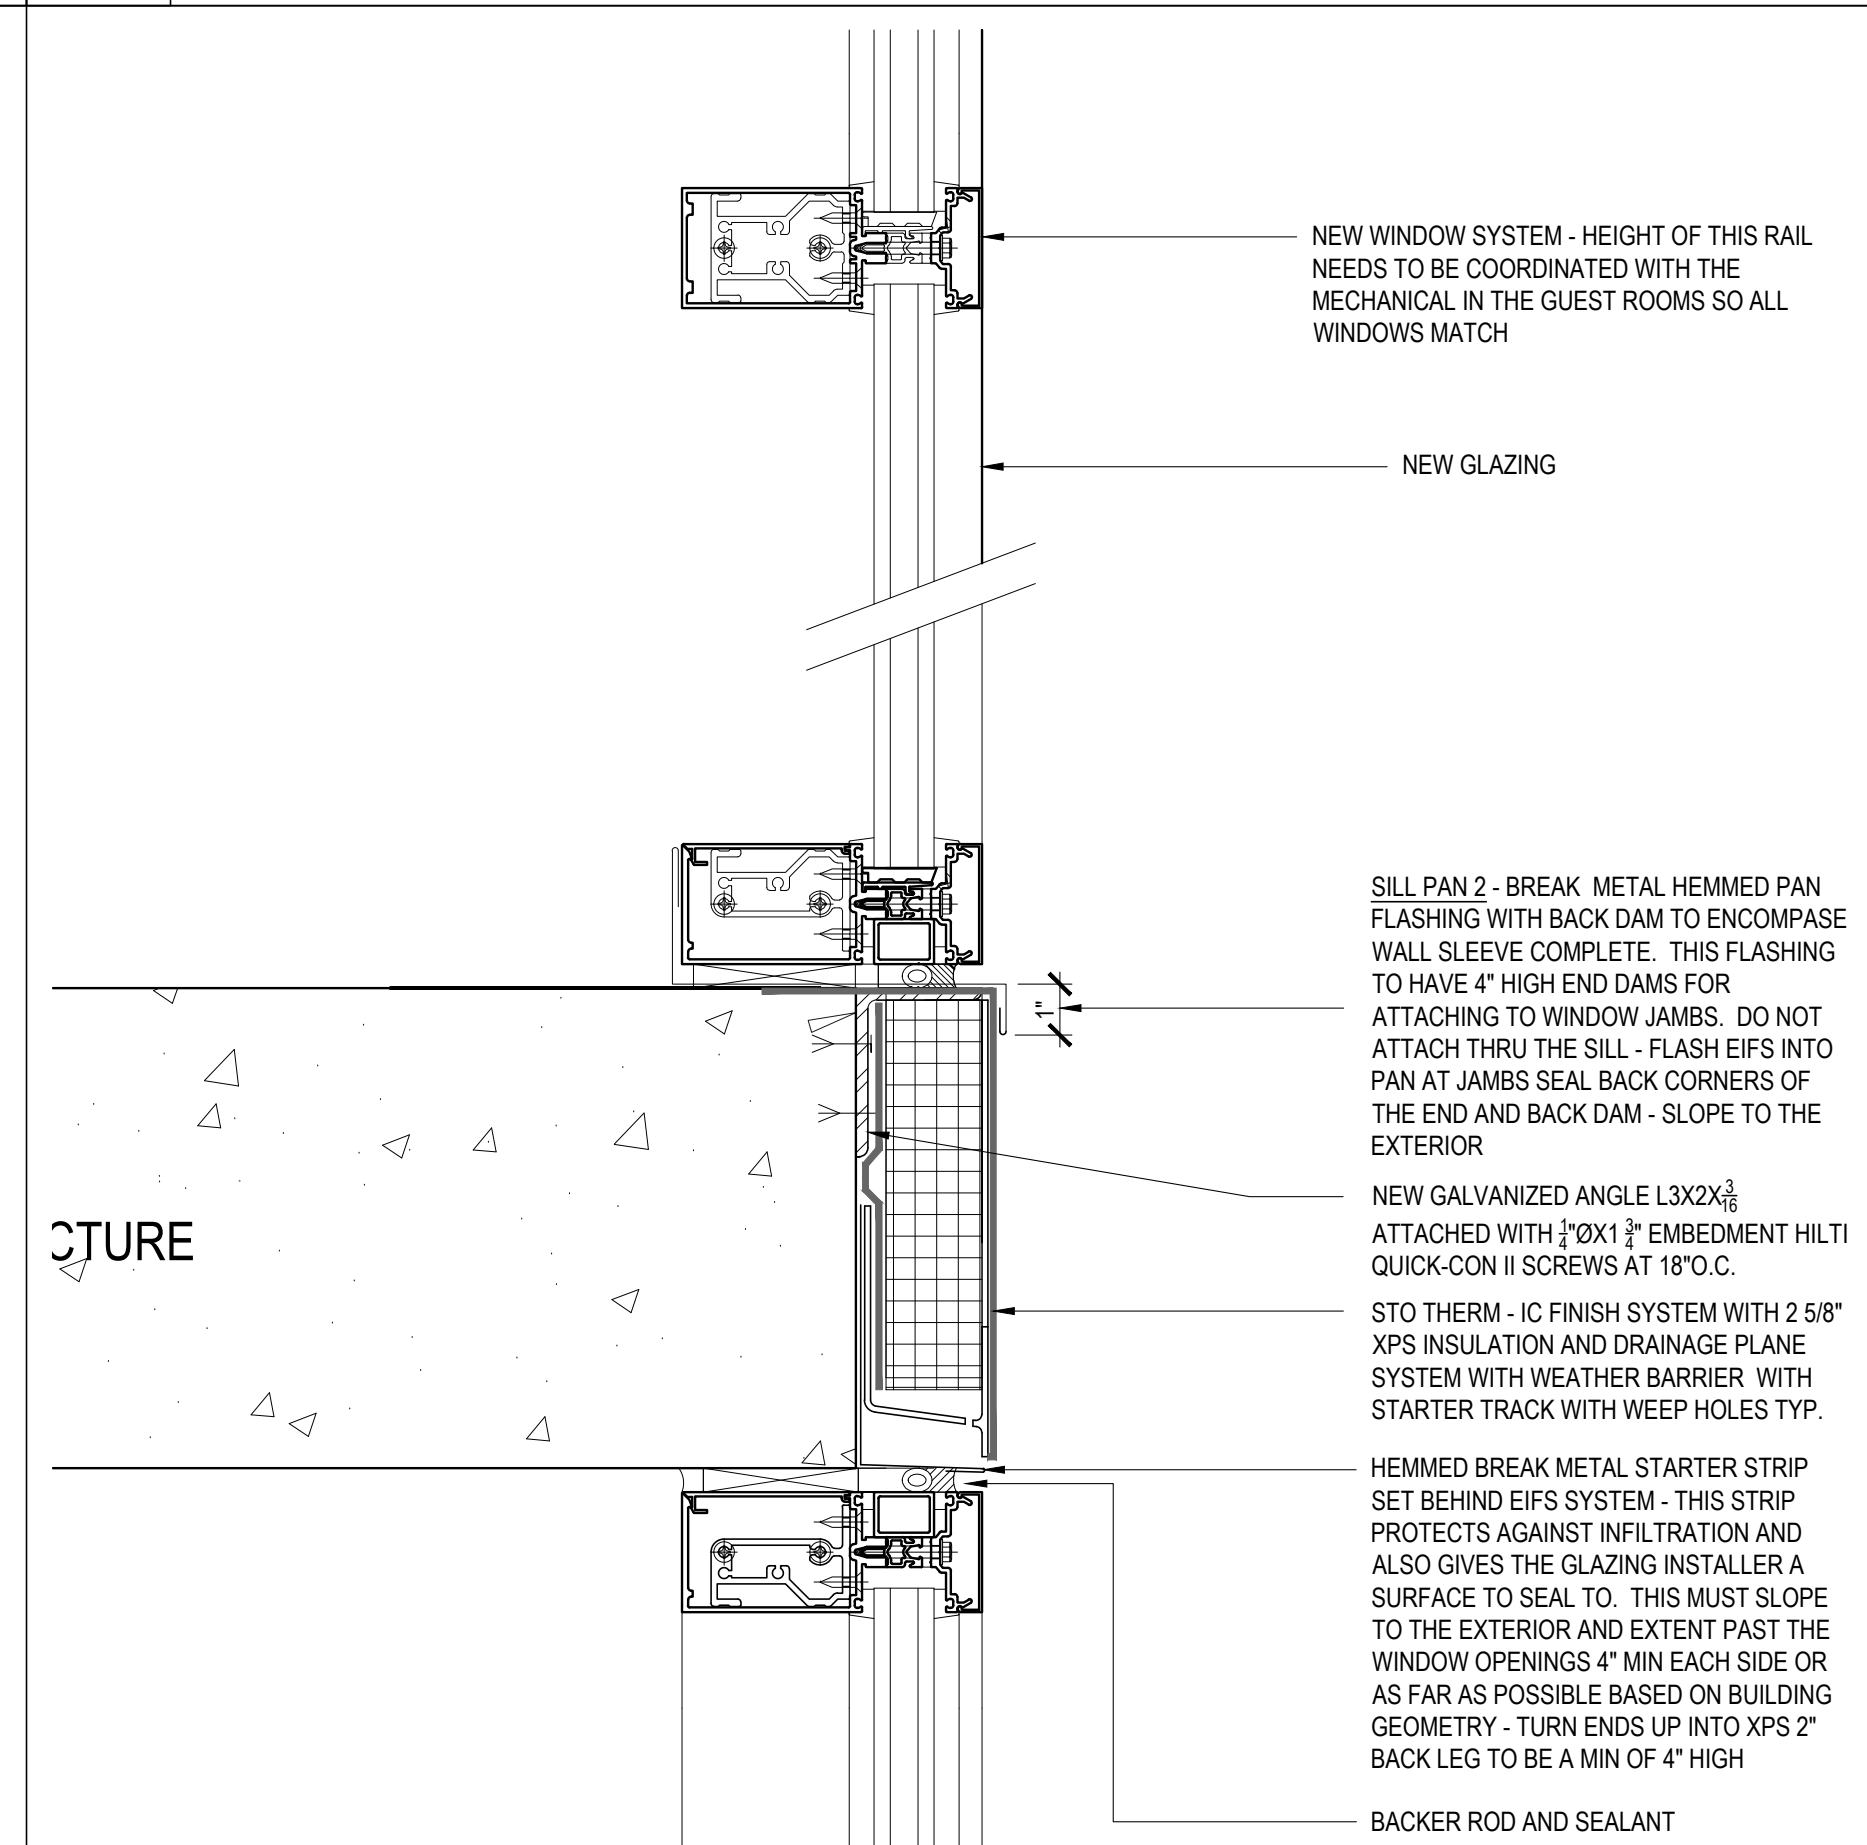 NEW WINDOW SYSTEM - HEIGHT OF THIS RAIL
NEEDS TO BE COORDINATED WITH THE
MECHANICAL IN THE GUEST ROOMS SO ALL
WINDOWS MATCH
NEW GLAZING
SILL PAN 2 - BREAK METAL HEMMED PAN
FLASHING WITH BACK DAM TO ENCOMPASE
WALL SLEEVE COMPLETE. THIS FLASHING
TO HAVE 4" HIGH END DAMS FOR
ATTACHING TO WINDOW JAMBS. DO NOT
ATTACH THRU THE SILL - FLASH EIFS INTO
PAN AT JAMBS SEAL BACK CORNERS OF
THE END AND BACK DAM - SLOPE TO THE
EXTERIOR
1"
NEW GALVANIZED ANGLE L3X2X3/16
ATTACHED WITH 1/4"ØX1 3/4" EMBEDMENT HILTI
QUICK-CON II SCREWS AT 18"O.C.
CTURE
STO THERM - IC FINISH SYSTEM WITH 2 5/8"
XPS INSULATION AND DRAINAGE PLANE
SYSTEM WITH WEATHER BARRIER WITH
STARTER TRACK WITH WEEP HOLES TYP.
HEMMED BREAK METAL STARTER STRIP
SET BEHIND EIFS SYSTEM - THIS STRIP
PROTECTS AGAINST INFILTRATION AND
ALSO GIVES THE GLAZING INSTALLER A
SURFACE TO SEAL TO. THIS MUST SLOPE
TO THE EXTERIOR AND EXTENT PAST THE
WINDOW OPENINGS 4" MIN EACH SIDE OR
AS FAR AS POSSIBLE BASED ON BUILDING
GEOMETRY - TURN ENDS UP INTO XPS 2"
BACK LEG TO BE A MIN OF 4" HIGH
BACKER ROD AND SEALANT